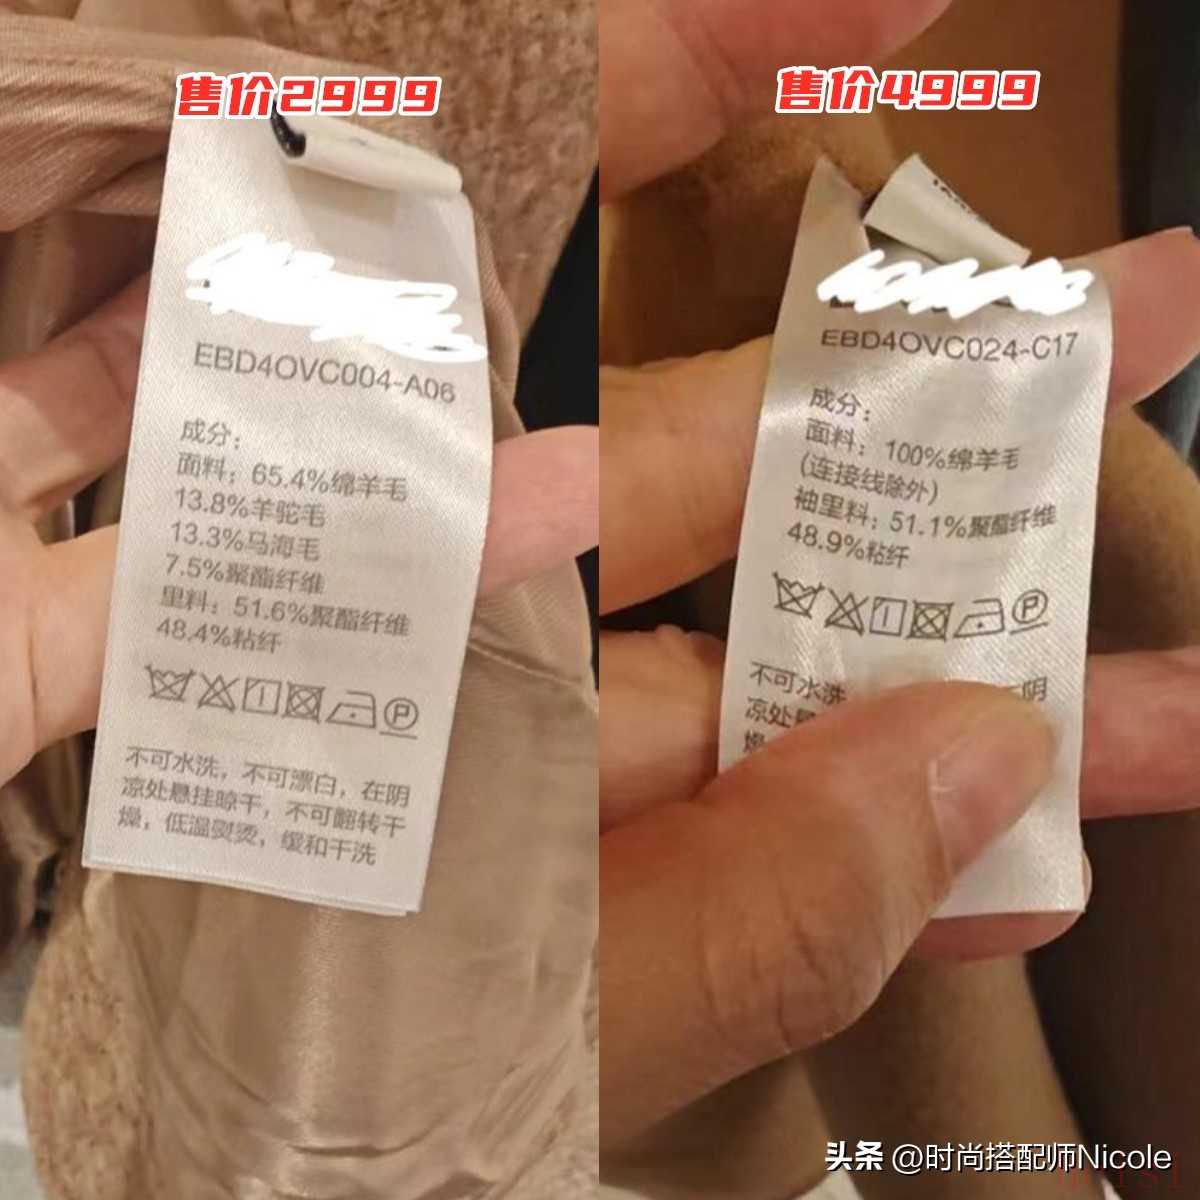 售价2999
EBD4OVC004-A06
成分：
面料：65.4%绵羊毛
13.8%羊驼毛
13.3%马海毛
7.5%聚酯纤维
里料：51.6%聚酯纤维
48.4%粘纤
P
不可水洗，不可漂白，在阴
凉处悬挂晾干，不可翻转干
燥，低温熨烫，缓和干洗
售价4999
EBD4OVC024-C17
成分：
面料：100%绵羊毛
(连接线除外)
袖里料：51.1%聚酯纤维
48.9%粘纤
P
不可水洗
阴
凉处
燥
头条 @时尚搭配师Nicole